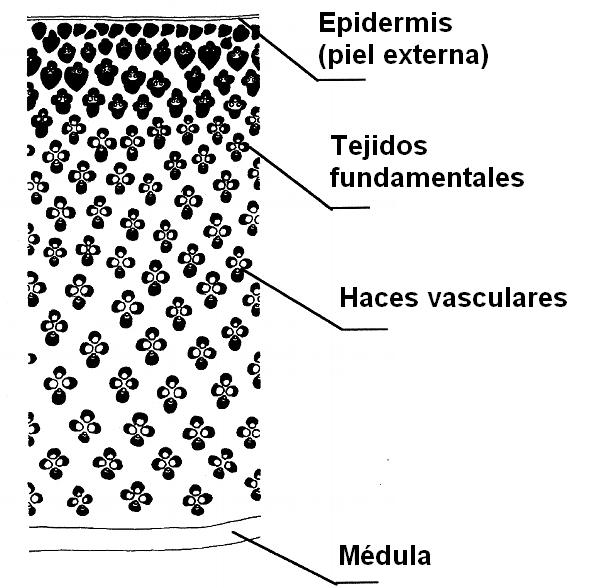 Epidermis
(piel externa)
Tejidos
fundamentales
Haces vasculares
Médula